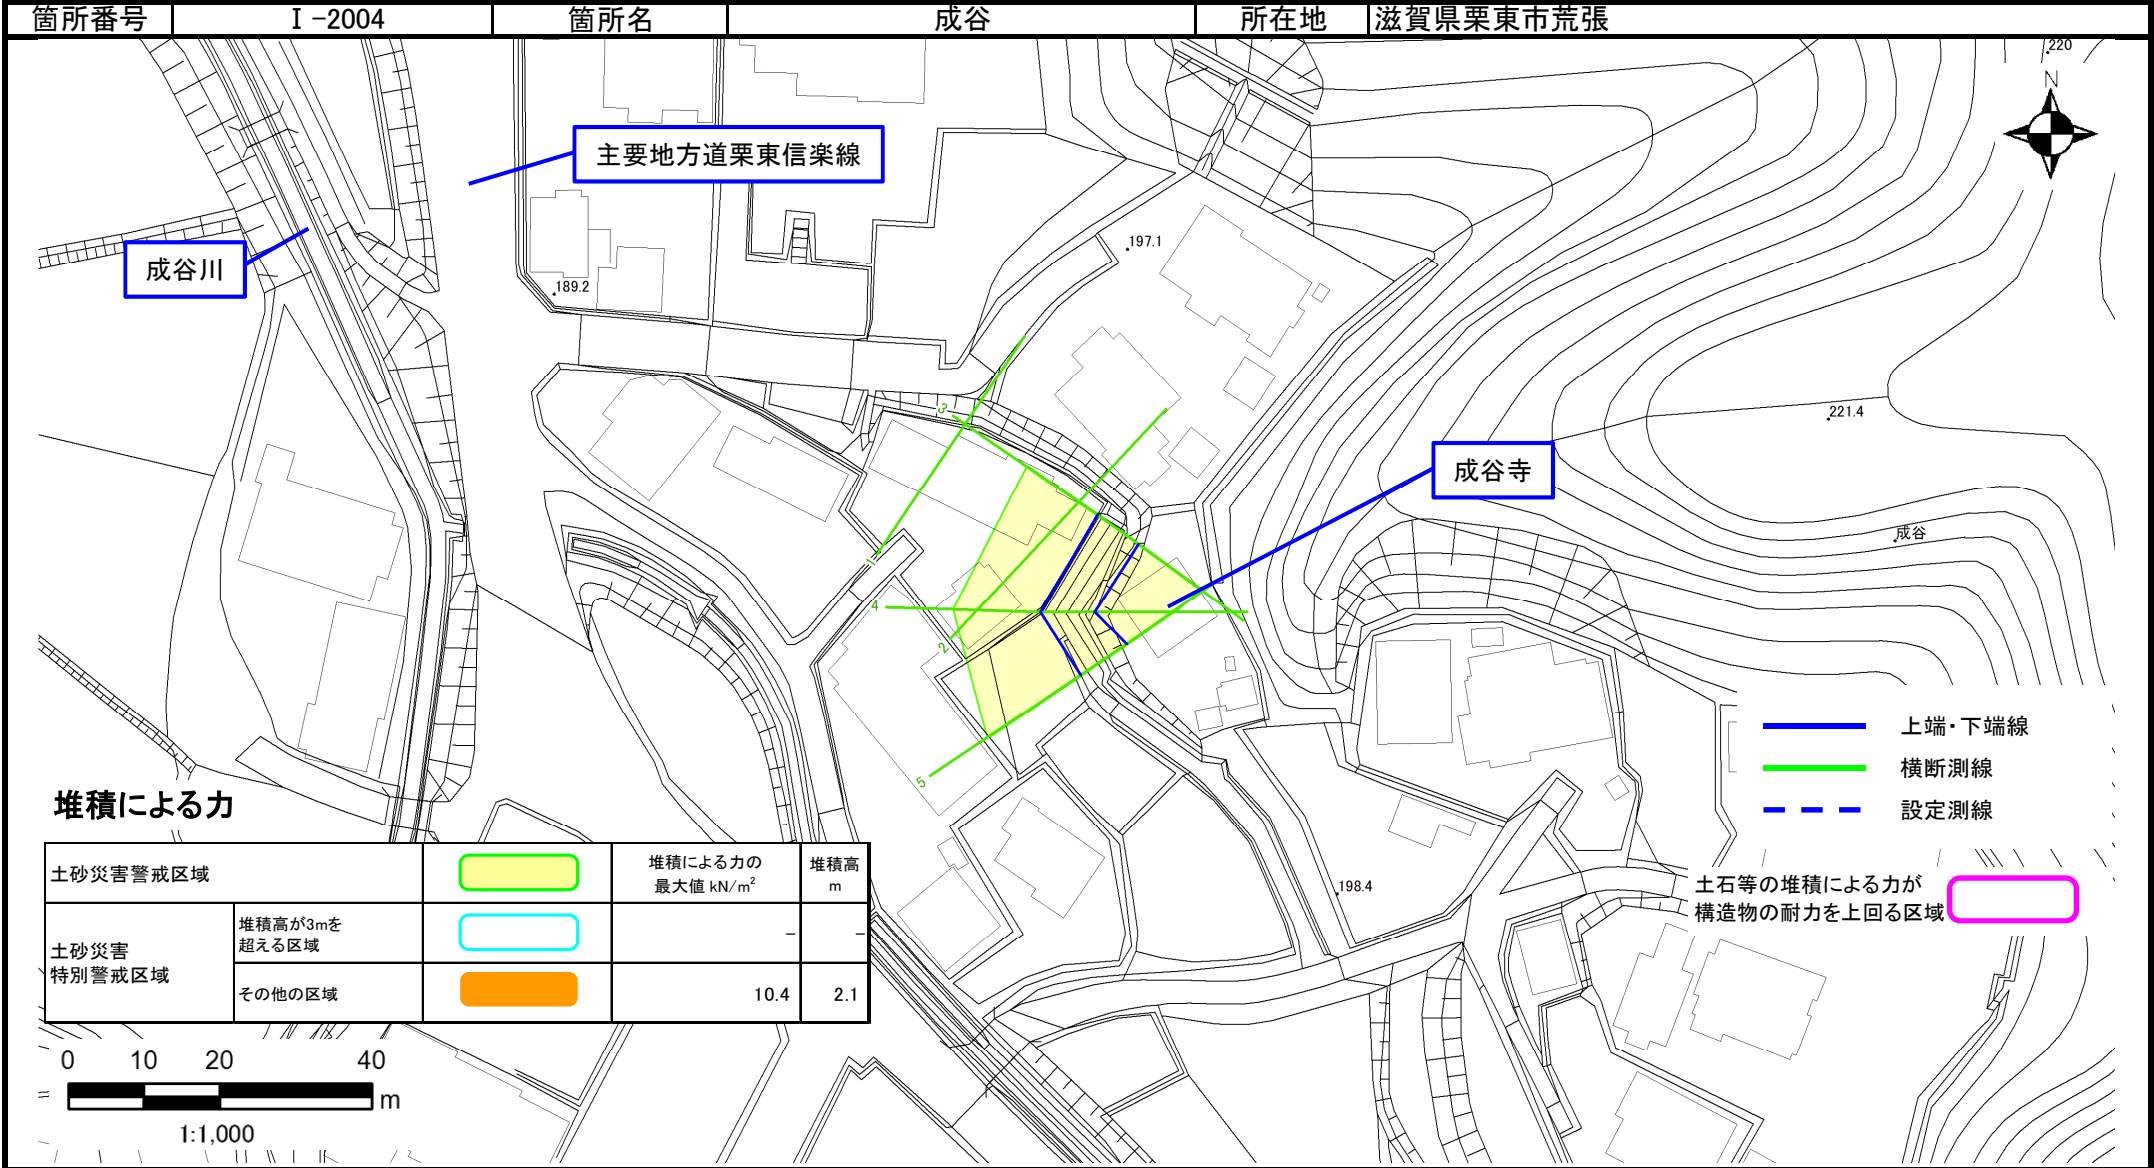 箇所番号 Ⅰ-2004 箇所名 成谷 所在地 滋賀県栗東市荒張
220
N
主要地方道栗東信楽線
197.1
成谷川
189.2
3
221.4
成谷寺
成谷
1
4
2
5
上端・下端線
横断測線
設定測線
堆積による力
土砂災害警戒区域
堆積による力の
最大値 kN/m²
堆積高
m
土砂災害
特別警戒区域
堆積高が3mを
超える区域
－ －
その他の区域 10.4 2.1
198.4
土石等の堆積による力が
構造物の耐力を上回る区域
0 10 20 40
m
1:1,000